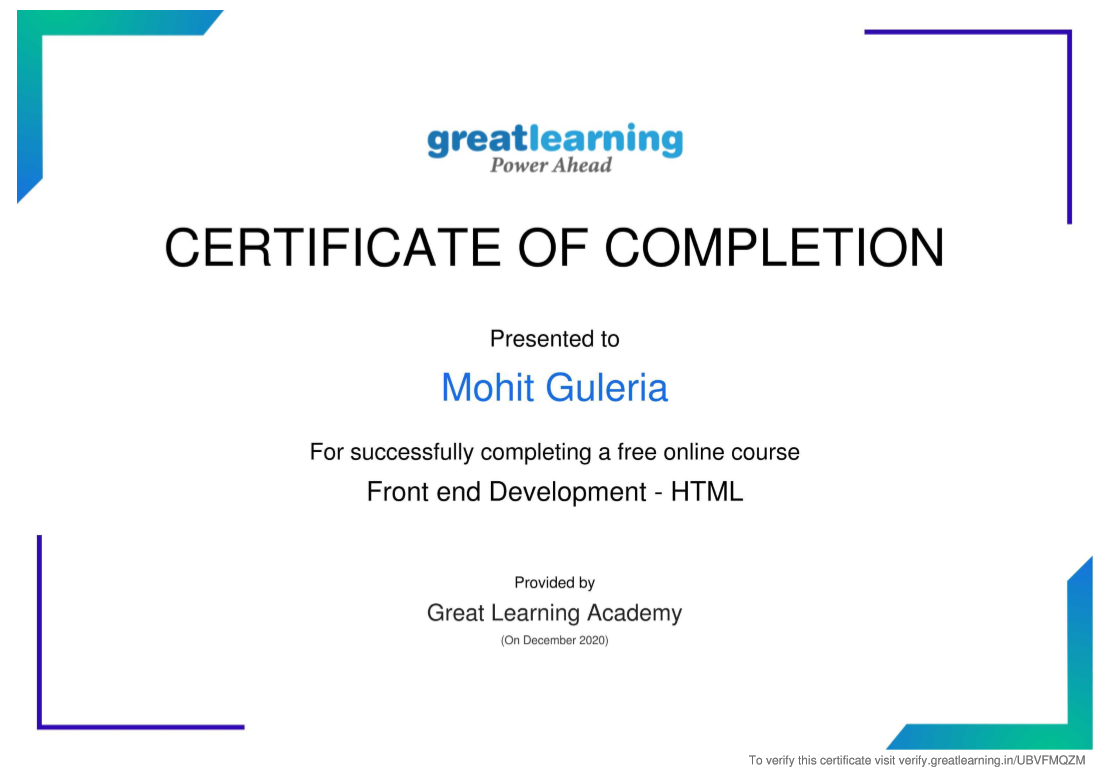 greatlearning
Power Ahead
CERTIFICATE OF COMPLETION
Presented to
Mohit Guleria
For successfully completing a free online course
Front end Development - HTML
Provided by
Great Learning Academy
(On December 2020)
To verify this certificate visit verify.greatlearning.in/UBVFMQZM